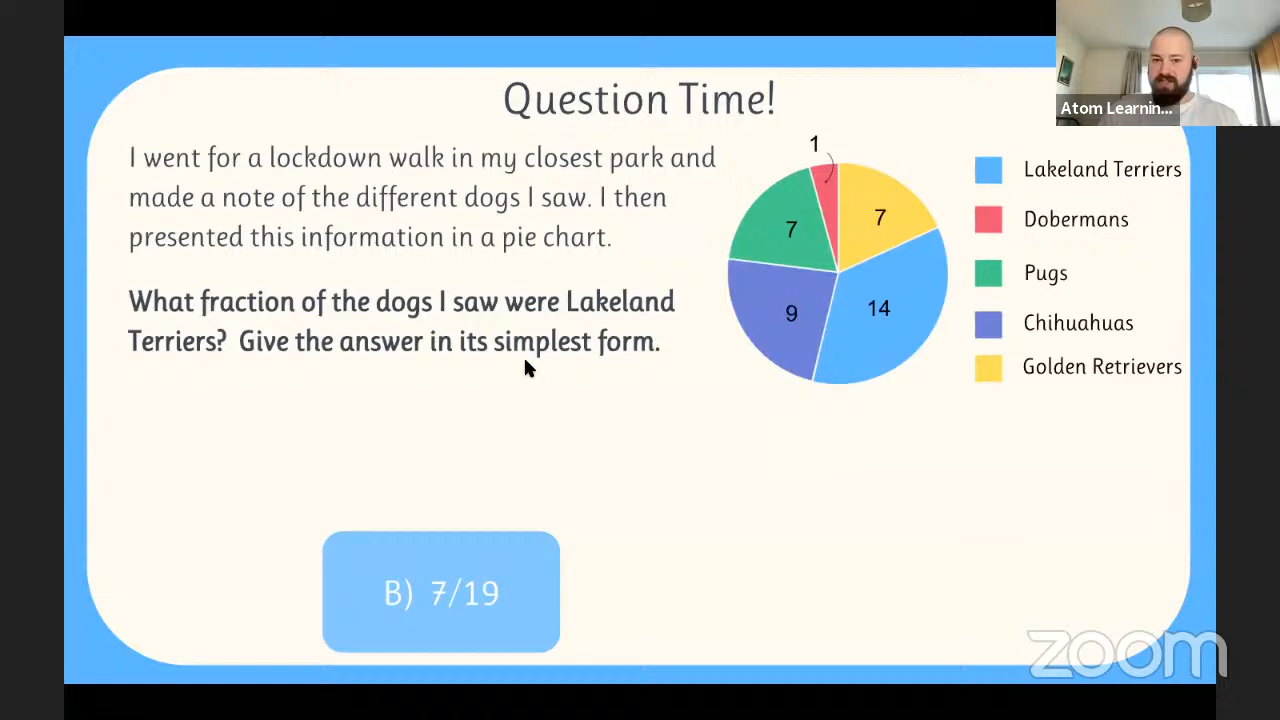 Question Time!
I went for a lockdown walk in my closest park and
made a note of the different dogs I saw. I then
presented this information in a pie chart.
What fraction of the dogs I saw were Lakeland
Terriers? Give the answer in its simplest form.
1
7
7
9
14
Lakeland Terriers
Dobermans
Pugs
Chihuahuas
Golden Retrievers
B) 7/19
Atom Learnin...
zoom